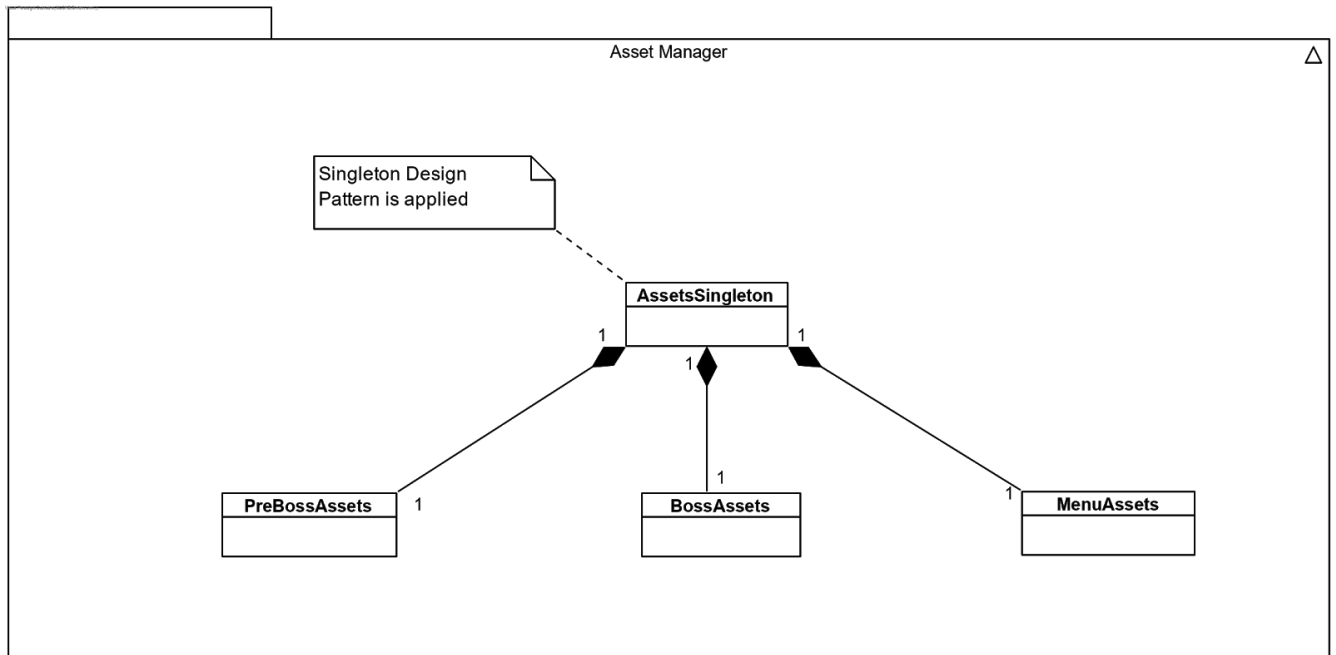 Asset Manager
Singleton Design
Pattern is applied
AssetsSingleton
1
1
1
1
1
1
PreBossAssets
BossAssets
MenuAssets